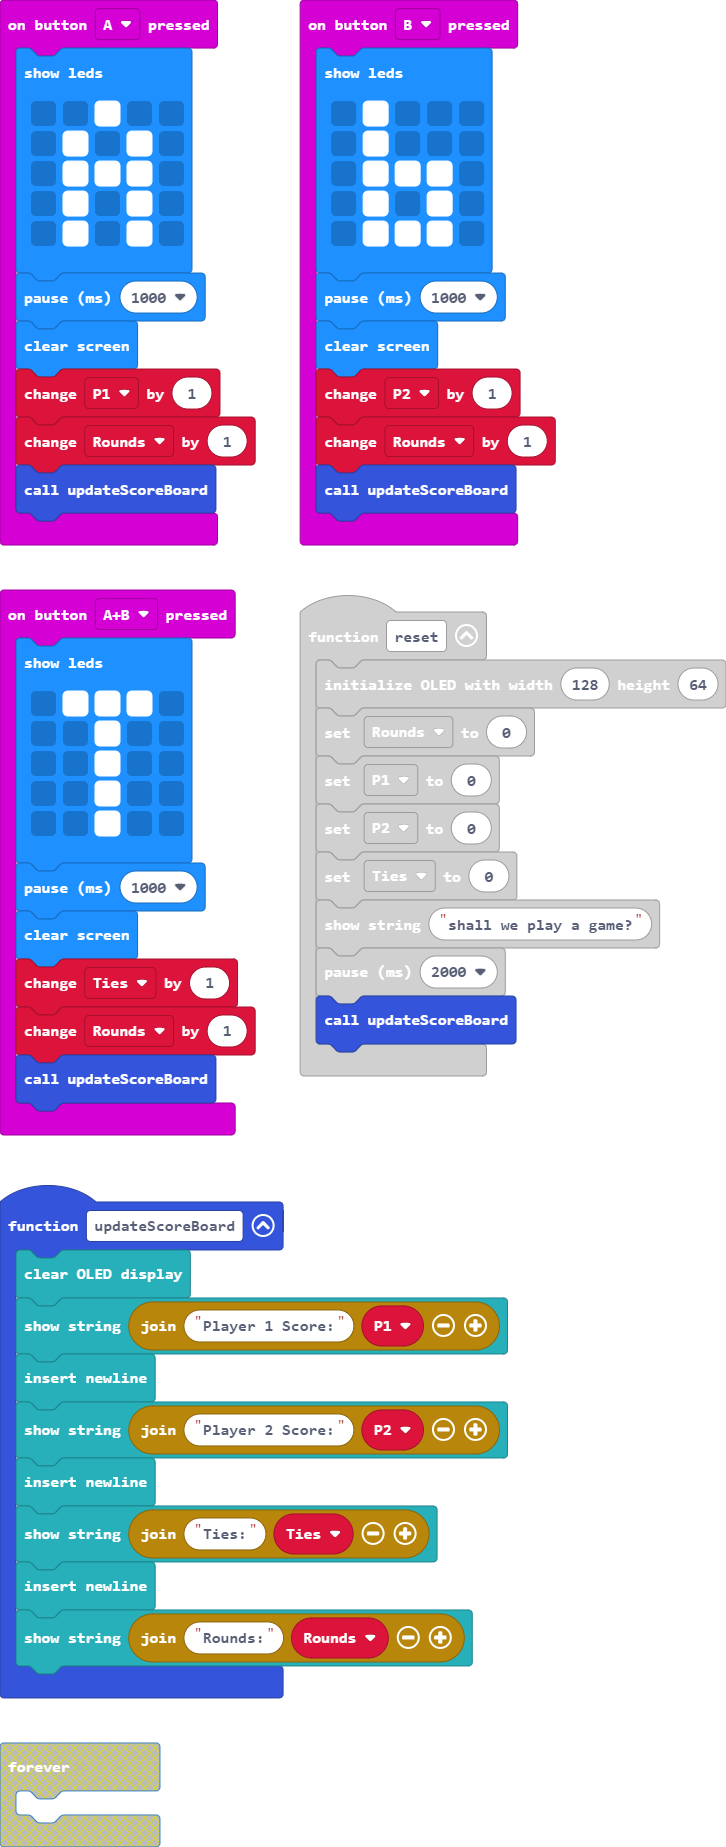 on button A pressed
show leds
pause (ms) 1000
clear screen
change P1 by 1
change Rounds by 1
call updateScoreBoard
on button B pressed
show leds
pause (ms) 1000
clear screen
change P2 by 1
change Rounds by 1
call updateScoreBoard
on button A+B pressed
show leds
pause (ms) 1000
clear screen
change Ties by 1
change Rounds by 1
call updateScoreBoard
function reset
initialize OLED with width 128 height 64
set Rounds to 0
set P1 to 0
set P2 to 0
set Ties to 0
show string "shall we play a game?"
pause (ms) 2000
call updateScoreBoard
function updateScoreBoard
clear OLED display
show string join "Player 1 Score:" P1
insert newline
show string join "Player 2 Score:" P2
insert newline
show string join "Ties:" Ties
insert newline
show string join "Rounds:" Rounds
forever